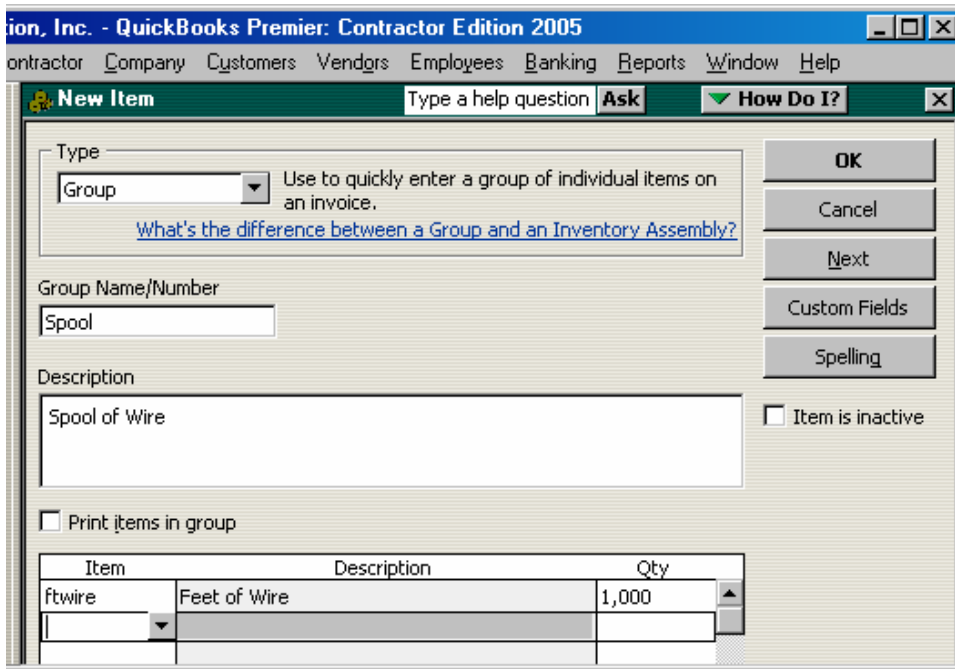 tion, Inc. - QuickBooks Premier: Contractor Edition 2005
ontractor Company Customers Vendors Employees Banking Reports Window Help
New Item Type a help question Ask How Do I?
Type
Group
Use to quickly enter a group of individual items on
an invoice.
What's the difference between a Group and an Inventory Assembly?
OK
Cancel
Next
Custom Fields
Spelling
Group Name/Number
Spool
Description
Spool of Wire
Item is inactive
Print items in group
Item Description Qty
ftwire Feet of Wire 1,000